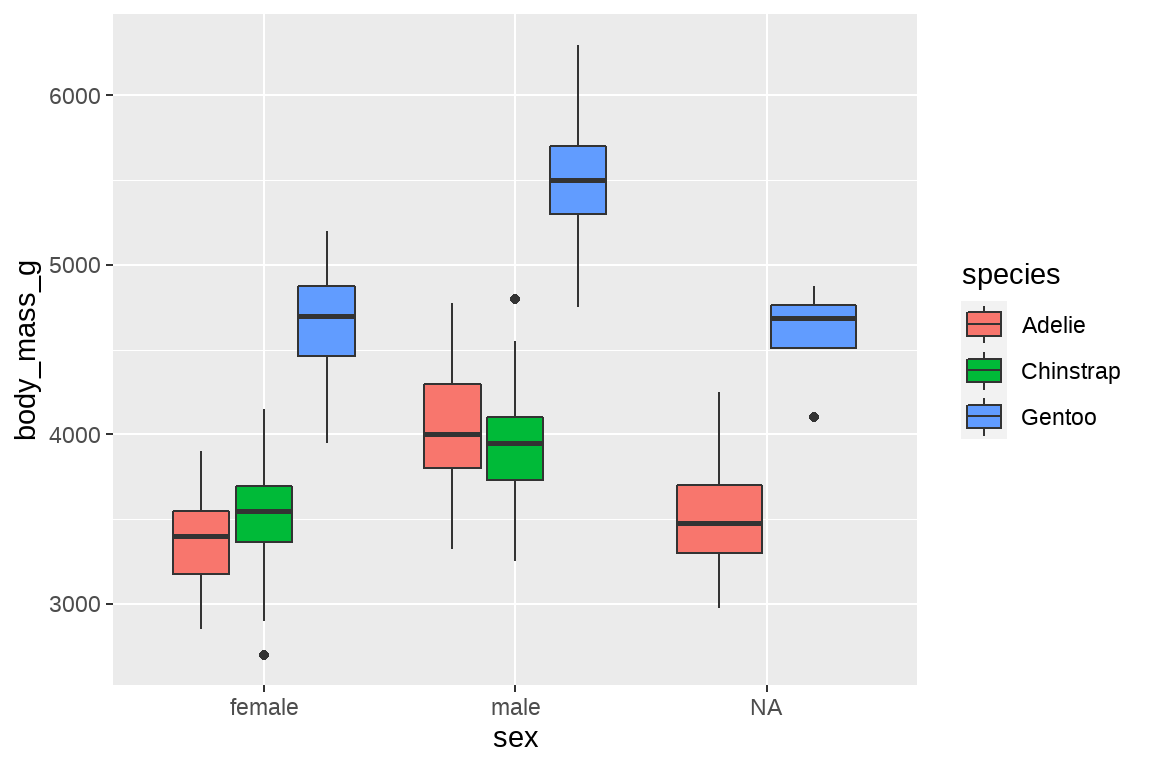 6000
5000
4000
3000
body_mass_g
female
male
NA
sex
species
Adelie
Chinstrap
Gentoo